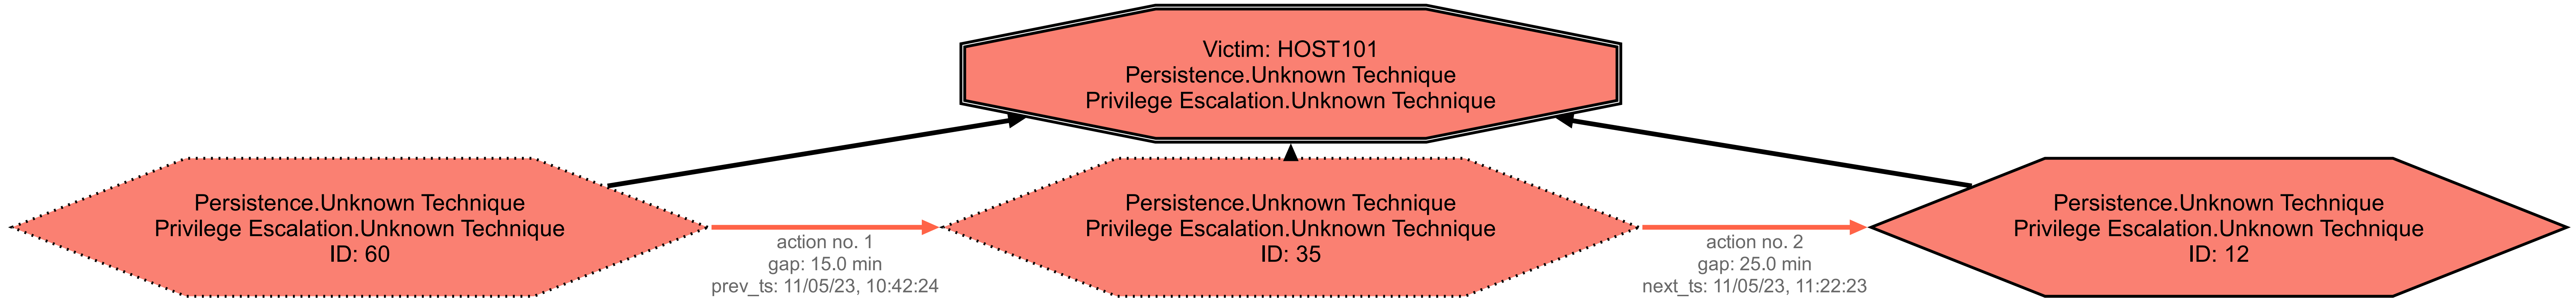 Victim: HOST101
Persistence.Unknown Technique
Privilege Escalation.Unknown Technique
Persistence.Unknown Technique
Privilege Escalation.Unknown Technique
ID: 60
action no. 1
gap: 15.0 min
prev_ts: 11/05/23, 10:42:24
Persistence.Unknown Technique
Privilege Escalation.Unknown Technique
ID: 35
action no. 2
gap: 25.0 min
next_ts: 11/05/23, 11:22:23
Persistence.Unknown Technique
Privilege Escalation.Unknown Technique
ID: 12